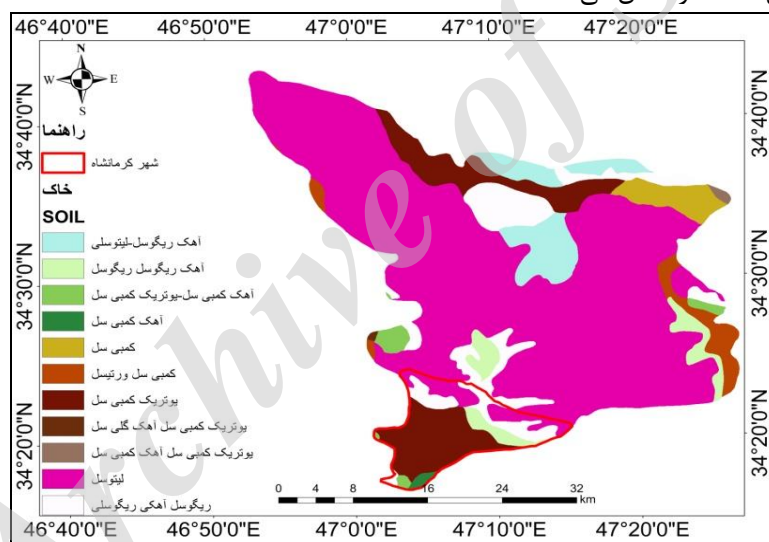 46°40'0"E 46°50'0"E 47°0'0"E 47°10'0"E 47°20'0"E
N
W E
S
34°40'0"N 34°30'0"N 34°20'0"N
34°40'0"N 34°30'0"N 34°20'0"N
راهنما
شهر کرمانشاه
خاک
SOIL
آهک ریگوسل-لیتوسلی
آهک ریگوسل ریگوسل
آهک کمبی سل-یوتریک کمبی سل
آهک کمبی سل
کمبی سل
کمبی سل ورتیسل
یوتریک کمبی سل
یوتریک کمبی سل آهک گلی سل
یوتریک کمبی سل آهک کمبی سل
لیتوسل
ریگوسل آهکی ریگوسلی
0 2 4 8 16 24 32
km
46°40'0"E 46°50'0"E 47°0'0"E 47°10'0"E 47°20'0"E
Archive of